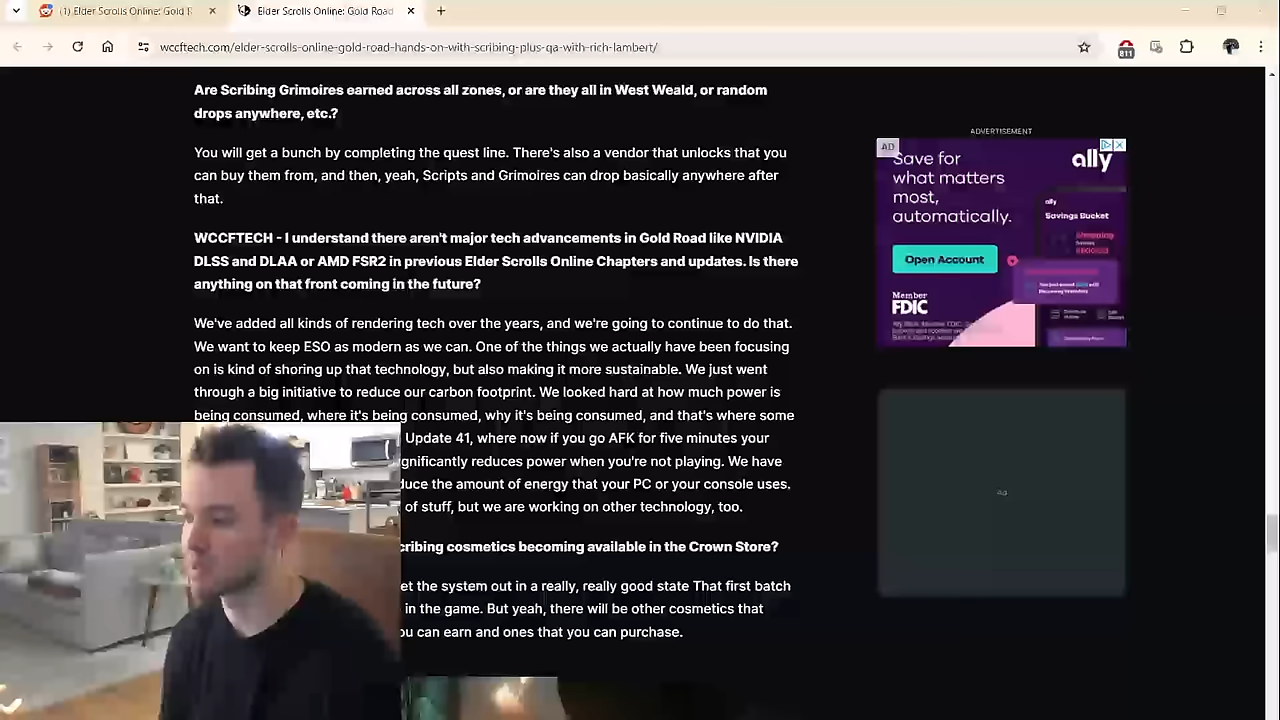 (1) Elder Scrolls Online: Gold R
Elder Scrolls Online: Gold Road
wccftech.com/elder-scrolls-online-gold-road-hands-on-with-scribing-plus-qa-with-rich-lambert/
811
Are Scribing Grimoires earned across all zones, or are they all in West Weald, or random
drops anywhere, etc.?
You will get a bunch by completing the quest line. There's also a vendor that unlocks that you
can buy them from, and then, yeah, Scripts and Grimoires can drop basically anywhere after
that.
WCCFTECH - I understand there aren't major tech advancements in Gold Road like NVIDIA
DLSS and DLAA or AMD FSR in previous Elder Scrolls Online Chapters and updates. Is there
anything on that front coming in the future?
We've added all kinds of rendering tech over the years, and we're going to continue to do that.
We want to keep ESO as modern as we can. One of the things we actually have been focusing
on is kind of shoring up that technology, but also making it more sustainable. We just went
through a big initiative to reduce our carbon footprint. We looked hard at how much power is
being consumed, where it's being consumed, why it's being consumed, and that's where some
Update 41, where now if you go AFK for five minutes your
gnificantly reduces power when you're not playing. We have
duce the amount of energy that your PC or your console uses.
of stuff, but we are working on other technology, too.
cribing cosmetics becoming available in the Crown Store?
et the system out in a really, really good state That first batch
in the game. But yeah, there will be other cosmetics that
ou can earn and ones that you can purchase.
ADVERTISEMENT
AD
Save for
what matters
most,
automatically.
ally
Open Account
Member
FDIC
ally
Savings Bucket
Ad